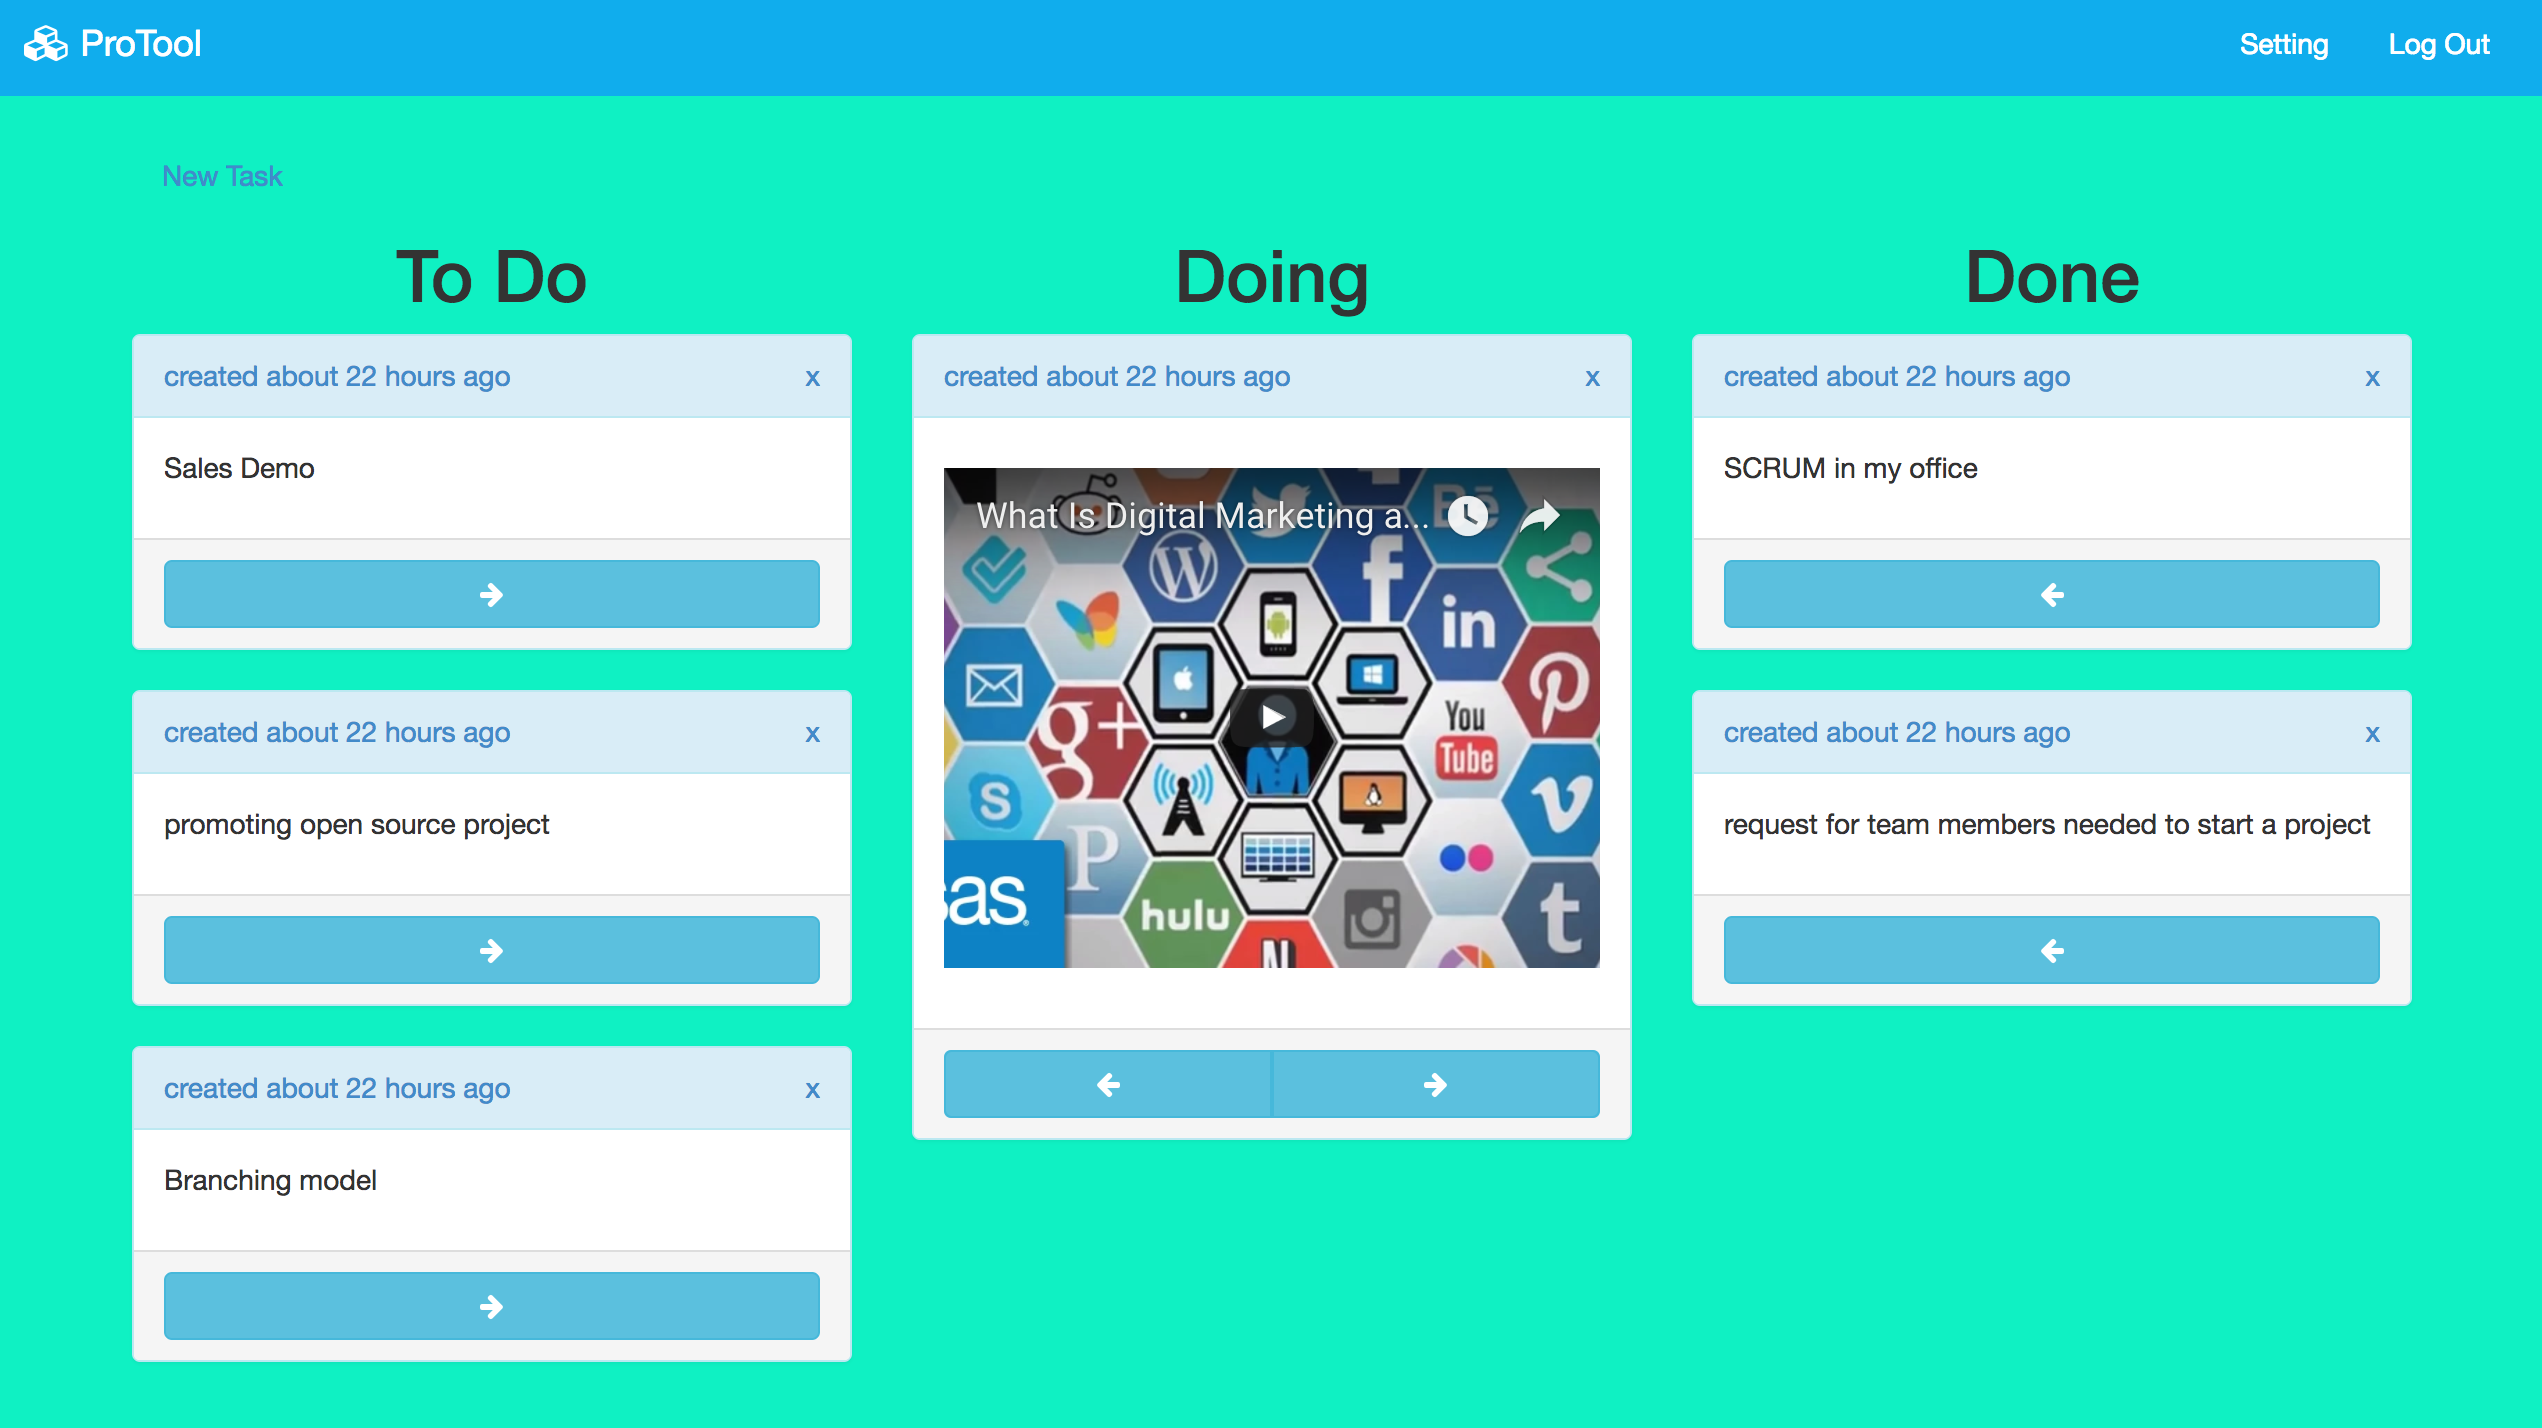 ProTool
Setting
Log Out
New Task
To Do
created about 22 hours ago
x
Sales Demo
created about 22 hours ago
x
promoting open source project
created about 22 hours ago
x
Branching model
Doing
created about 22 hours ago
x
What Is Digital Marketing a...
Bē
f
in
g+
You
Tube
S
P
sas
hulu
N
t
Done
created about 22 hours ago
x
SCRUM in my office
created about 22 hours ago
x
request for team members needed to start a project